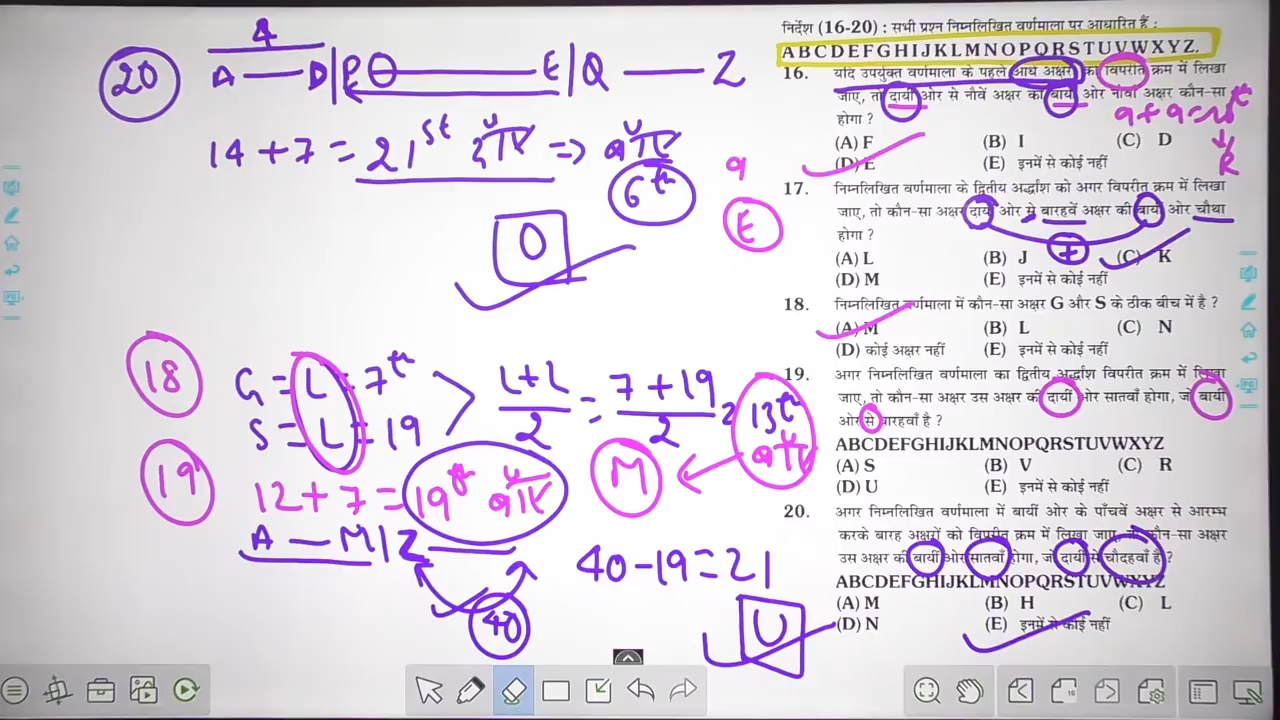 निर्देश (16-20) : सभी प्रश्न निम्नलिखित वर्णमाला पर आधारित हैं :
A B C D E F G H I J K L M N O P Q R S T U V W X Y Z.
16. यदि उपर्युक्त वर्णमाला के पहले आधे अक्षरों को विपरीत क्रम में लिखा
जाए, तो दायीं ओर से नौवें अक्षर की बायीं ओर नौवां अक्षर कौन-सा
होगा ?
(A) F (B) I (C) D
(D) E (E) इनमें से कोई नहीं
17. निम्नलिखित वर्णमाला के द्वितीय अर्द्धांश को अगर विपरीत क्रम में लिखा
जाए, तो कौन-सा अक्षर दायीं ओर से बारहवें अक्षर की बायीं ओर चौथा
होगा ?
(A) L (B) J (C) K
(D) M (E) इनमें से कोई नहीं
18. निम्नलिखित वर्णमाला में कौन-सा अक्षर G और S के ठीक बीच में है ?
(A) M (B) L (C) N
(D) कोई अक्षर नहीं (E) इनमें से कोई नहीं
19. अगर निम्नलिखित वर्णमाला का द्वितीय अर्द्धांश विपरीत क्रम में लिखा
जाए, तो कौन-सा अक्षर उस अक्षर की दायीं ओर सातवाँ होगा, जो बायीं
ओर से बारहवाँ है ?
ABCDEFGHIJKLMNOPQRSTUVWXYZ
(A) S (B) V (C) R
(D) U (E) इनमें से कोई नहीं
20. अगर निम्नलिखित वर्णमाला में बायीं ओर के पाँचवें अक्षर से आरम्भ
करके बारह अक्षरों को विपरीत क्रम में लिखा जाए, तो कौन-सा अक्षर
उस अक्षर की बायीं ओर सातवाँ होगा, जो दायीं से चौदहवाँ है ?
ABCDEFGHIJKLMNOPQRSTUVWXYZ
(A) M (B) H (C) L
(D) N (E) इनमें से कोई नहीं
4
20 A — D|P E|Q — Z
14 + 7 = 21st ⇒
6th
9
E
O
18 G = L = 7th
S = L = 19
L+L/2 = 7+19/2 = 13th
M
19 12 + 7 = 19th
A — M|Z
40
40-19=21
U